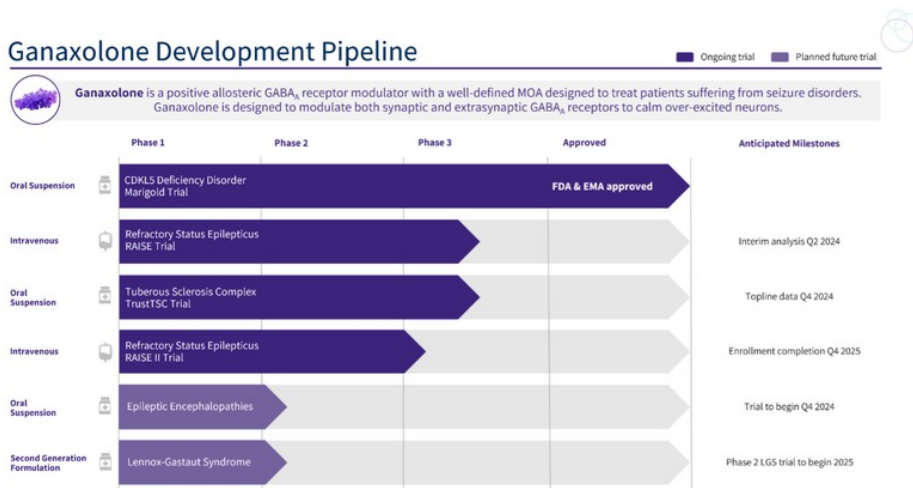 Ganaxolone Development Pipeline
Ongoing trial
Planned future trial
Ganaxolone is a positive allosteric GABAA receptor modulator with a well-defined MOA designed to treat patients suffering from seizure disorders.
Ganaxolone is designed to modulate both synaptic and extrasynaptic GABAA receptors to calm over-excited neurons.
Phase 1
Phase 2
Phase 3
Approved
Anticipated Milestones
Oral Suspension
CDKL5 Deficiency Disorder
Marigold Trial
FDA & EMA approved
Intravenous
Refractory Status Epilepticus
RAISE Trial
Interim analysis Q2 2024
Oral
Suspension
Tuberous Sclerosis Complex
TrustTSC Trial
Topline data Q4 2024
Intravenous
Refractory Status Epilepticus
RAISE II Trial
Enrollment completion Q4 2025
Oral
Suspension
Epileptic Encephalopathies
Trial to begin Q4 2024
Second Generation
Formulation
Lennox-Gastaut Syndrome
Phase 2 LGS trial to begin 2025